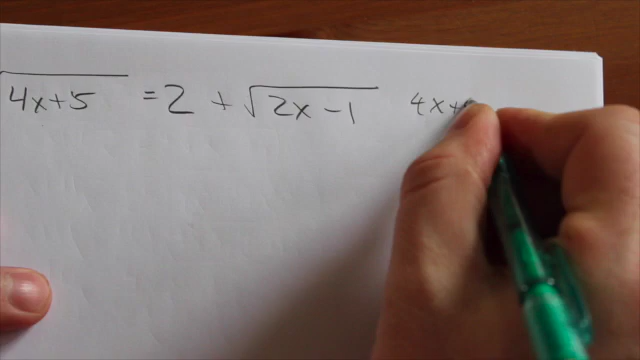 √4x+5 = 2 + √2x-1 4x+